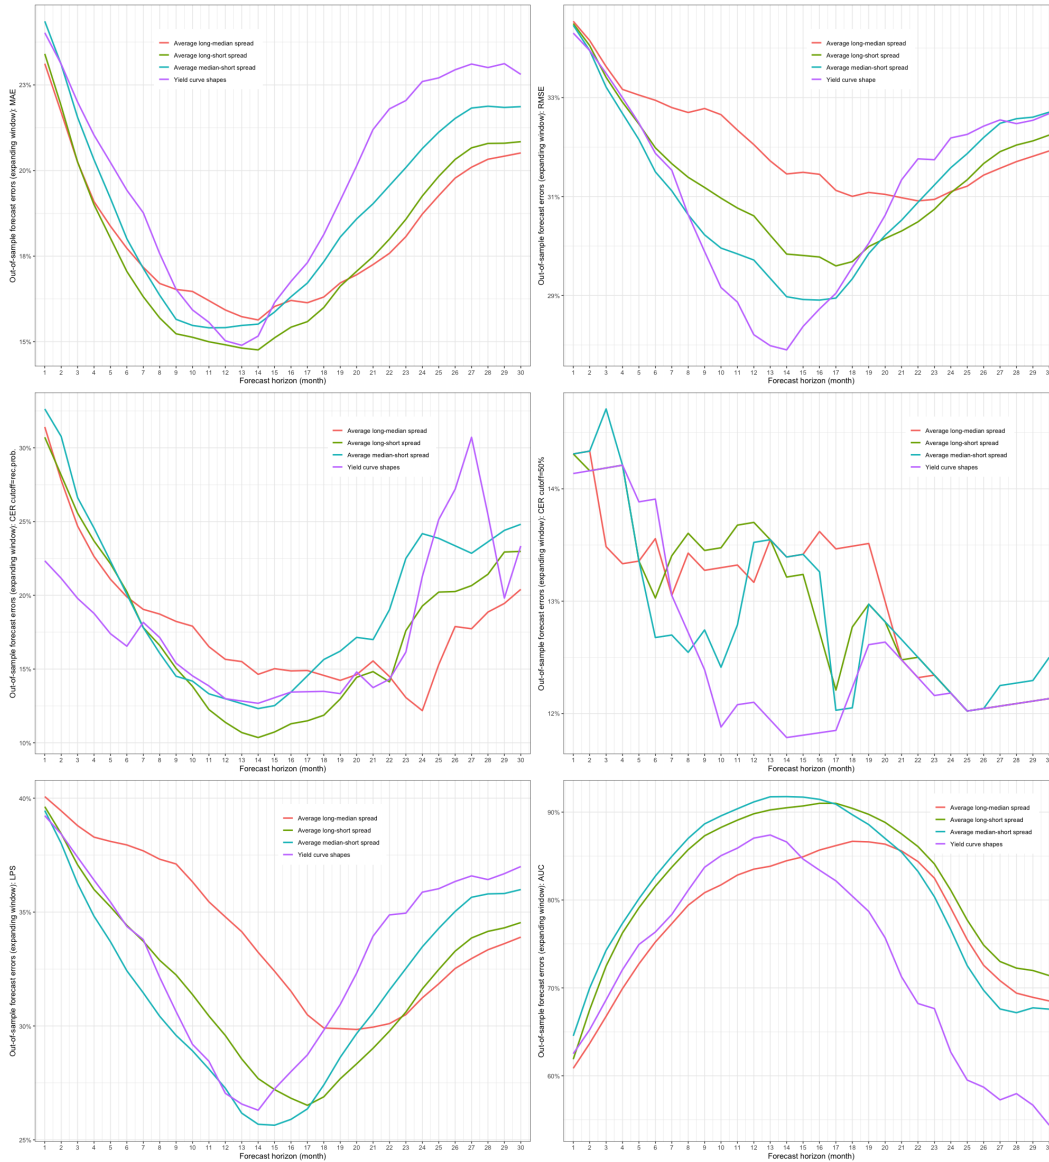 Out-of-sample forecast errors (expanding window): MAE
23%
20%
18%
15%
Average long-median spread
Average long-short spread
Average median-short spread
Yield curve shapes
1 2 3 4 5 6 7 8 9 10 11 12 13 14 15 16 17 18 19 20 21 22 23 24 25 26 27 28 29 30
Forecast horizon (month)
Out-of-sample forecast errors (expanding window): RMSE
33%
31%
29%
Average long-median spread
Average long-short spread
Average median-short spread
Yield curve shape
1 2 3 4 5 6 7 8 9 10 11 12 13 14 15 16 17 18 19 20 21 22 23 24 25 26 27 28 29
Forecast horizon (month)
Out-of-sample forecast errors (expanding window): CER cutoff=rec.prob.
30%
25%
20%
15%
10%
Average long-median spread
Average long-short spread
Average median-short spread
Yield curve shapes
1 2 3 4 5 6 7 8 9 10 11 12 13 14 15 16 17 18 19 20 21 22 23 24 25 26 27 28 29 30
Forecast horizon (month)
Out-of-sample forecast errors (expanding window): CER cutoff=50%
14%
13%
12%
Average long-median spread
Average long-short spread
Average median-short spread
Yield curve shapes
1 2 3 4 5 6 7 8 9 10 11 12 13 14 15 16 17 18 19 20 21 22 23 24 25 26 27 28 29
Forecast horizon (month)
Out-of-sample forecast errors (expanding window): LPS
40%
35%
30%
25%
Average long-median spread
Average long-short spread
Average median-short spread
Yield curve shapes
1 2 3 4 5 6 7 8 9 10 11 12 13 14 15 16 17 18 19 20 21 22 23 24 25 26 27 28 29 30
Forecast horizon (month)
Out-of-sample forecast errors (expanding window): AUC
90%
80%
70%
60%
Average long-median spread
Average long-short spread
Average median-short spread
Yield curve shapes
1 2 3 4 5 6 7 8 9 10 11 12 13 14 15 16 17 18 19 20 21 22 23 24 25 26 27 28 29
Forecast horizon (month)